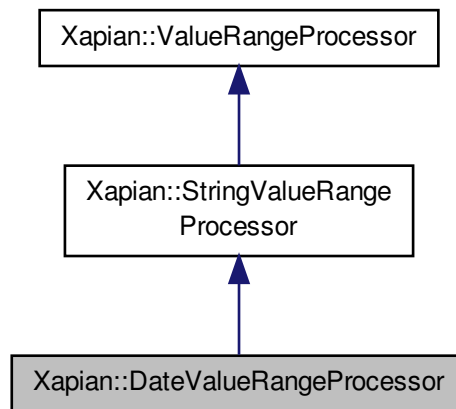 Xapian::ValueRangeProcessor
Xapian::StringValueRange
Processor
Xapian::DateValueRangeProcessor